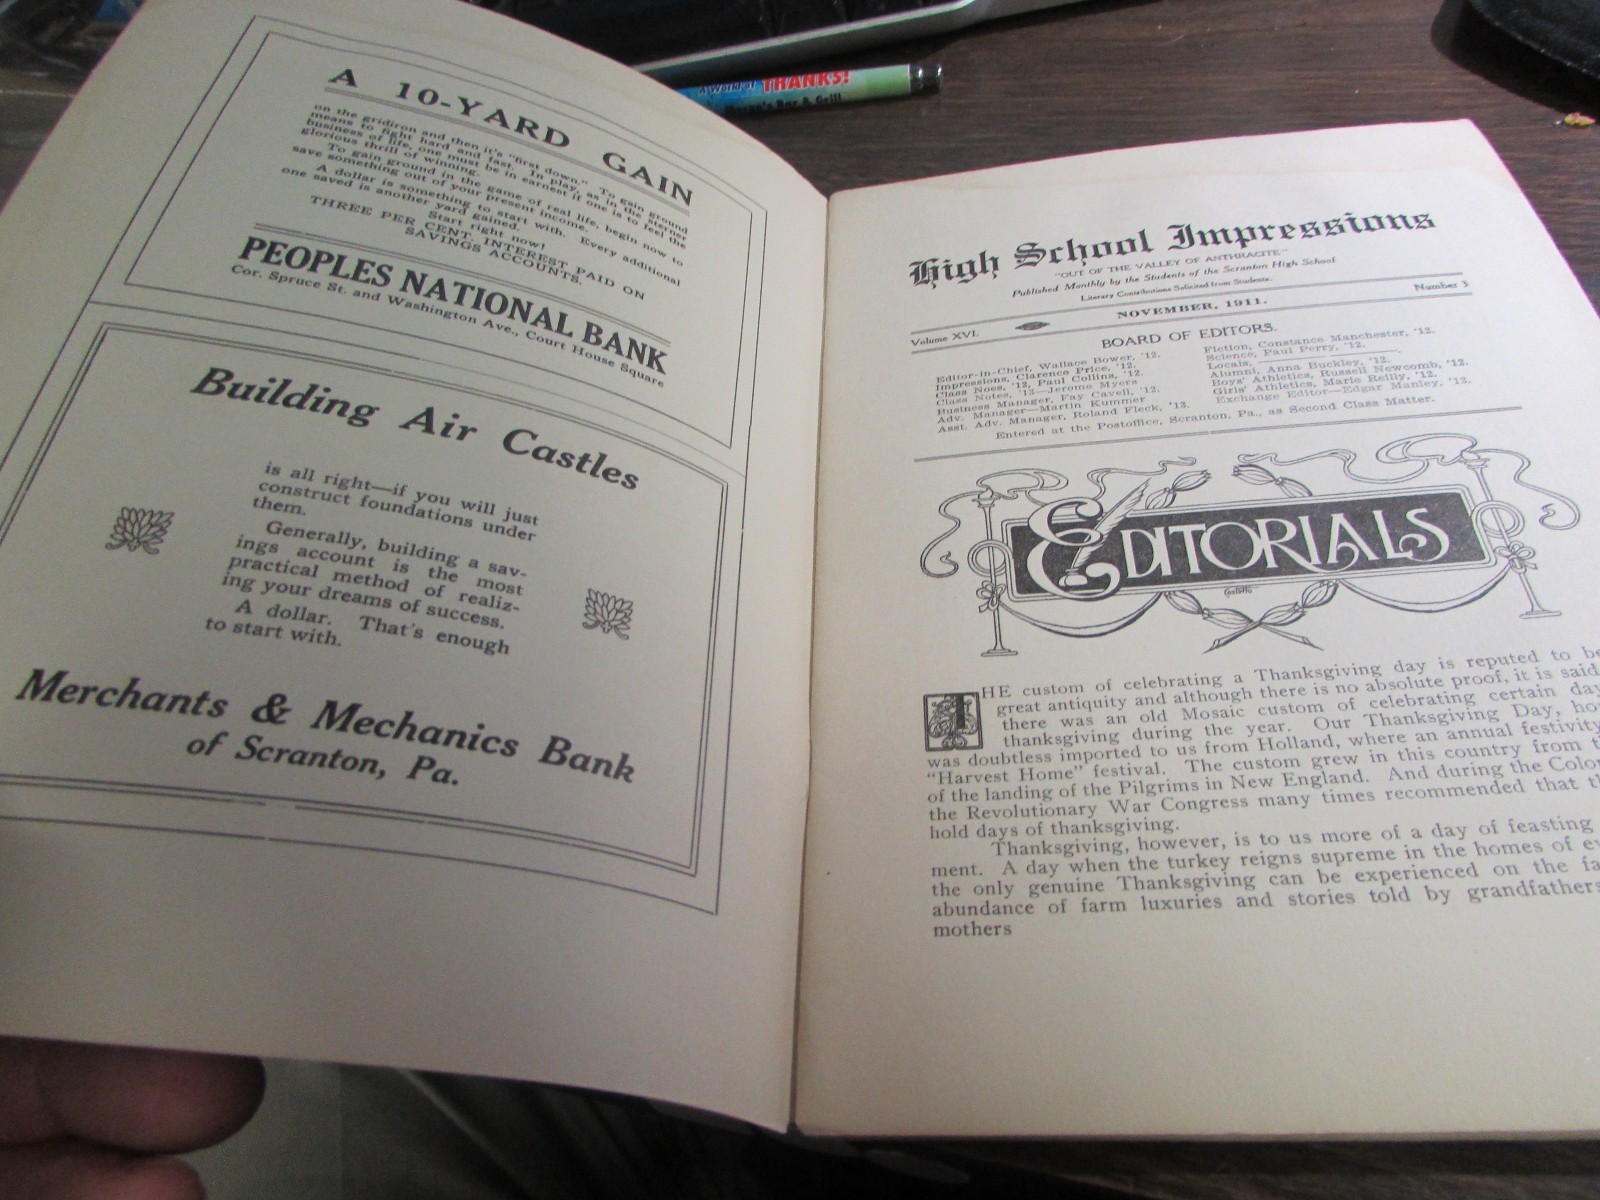 A 10-YARD GAIN
on the gridiron and then it's "first down." To gain ground
means to fight hard and fast. In play, as in the sterner
business of life, one must be in earnest if one is to feel the
glorious thrill of winning.
To gain ground in the game of real life, begin now to
save something out of your present income.
A dollar is something to start with. Every additional
one saved is another yard gained.
Start right now!
THREE PER CENT. INTEREST PAID ON
SAVINGS ACCOUNTS.
PEOPLES NATIONAL BANK
Cor. Spruce St. and Washington Ave., Court House Square
Building Air Castles
is all right—if you will just
construct foundations under
them.
Generally, building a sav-
ings account is the most
practical method of realiz-
ing your dreams of success.
A dollar. That's enough
to start with.
Merchants & Mechanics Bank
of Scranton, Pa.
A World of THANKS!
Bar & Grill
High School Impressions
"OUT OF THE VALLEY OF ANTHRACITE"
Published Monthly by the Students of the Scranton High School
Literary Contributions Solicited from Students.
Volume XVI. NOVEMBER, 1911. Number 3
BOARD OF EDITORS.
Editor-in-Chief, Wallace Bower, '12.
Impressions, Clarence Price, '12.
Class Noes, '12, Paul Collins, '12.
Class Notes, '13—Jerome Myers
Business Manager, Fay Cavell, '12.
Adv. Manager—Martin Kummer
Asst. Adv. Manager, Roland Fleck, '13.
Fiction, Constance Manchester, '12.
Science, Paul Perry, '12.
Locals,
Alumni, Anna Buckley, '12.
Boys' Athletics, Russell Newcomb, '12.
Girls' Athletics, Marie Reilly, '12.
Exchange Editor—Edgar Manley, '13.
Entered at the Postoffice, Scranton, Pa., as Second Class Matter.
EDITORIALS
THE custom of celebrating a Thanksgiving day is reputed to be
great antiquity and although there is no absolute proof, it is said
there was an old Mosaic custom of celebrating certain day
thanksgiving during the year. Our Thanksgiving Day, ho
was doubtless imported to us from Holland, where an annual festivity
"Harvest Home" festival. The custom grew in this country from t
of the landing of the Pilgrims in New England. And during the Colo
the Revolutionary War Congress many times recommended that t
hold days of thanksgiving.
Thanksgiving, however, is to us more of a day of feasting
ment. A day when the turkey reigns supreme in the homes of ev
the only genuine Thanksgiving can be experienced on the fa
abundance of farm luxuries and stories told by grandfathers
mothers